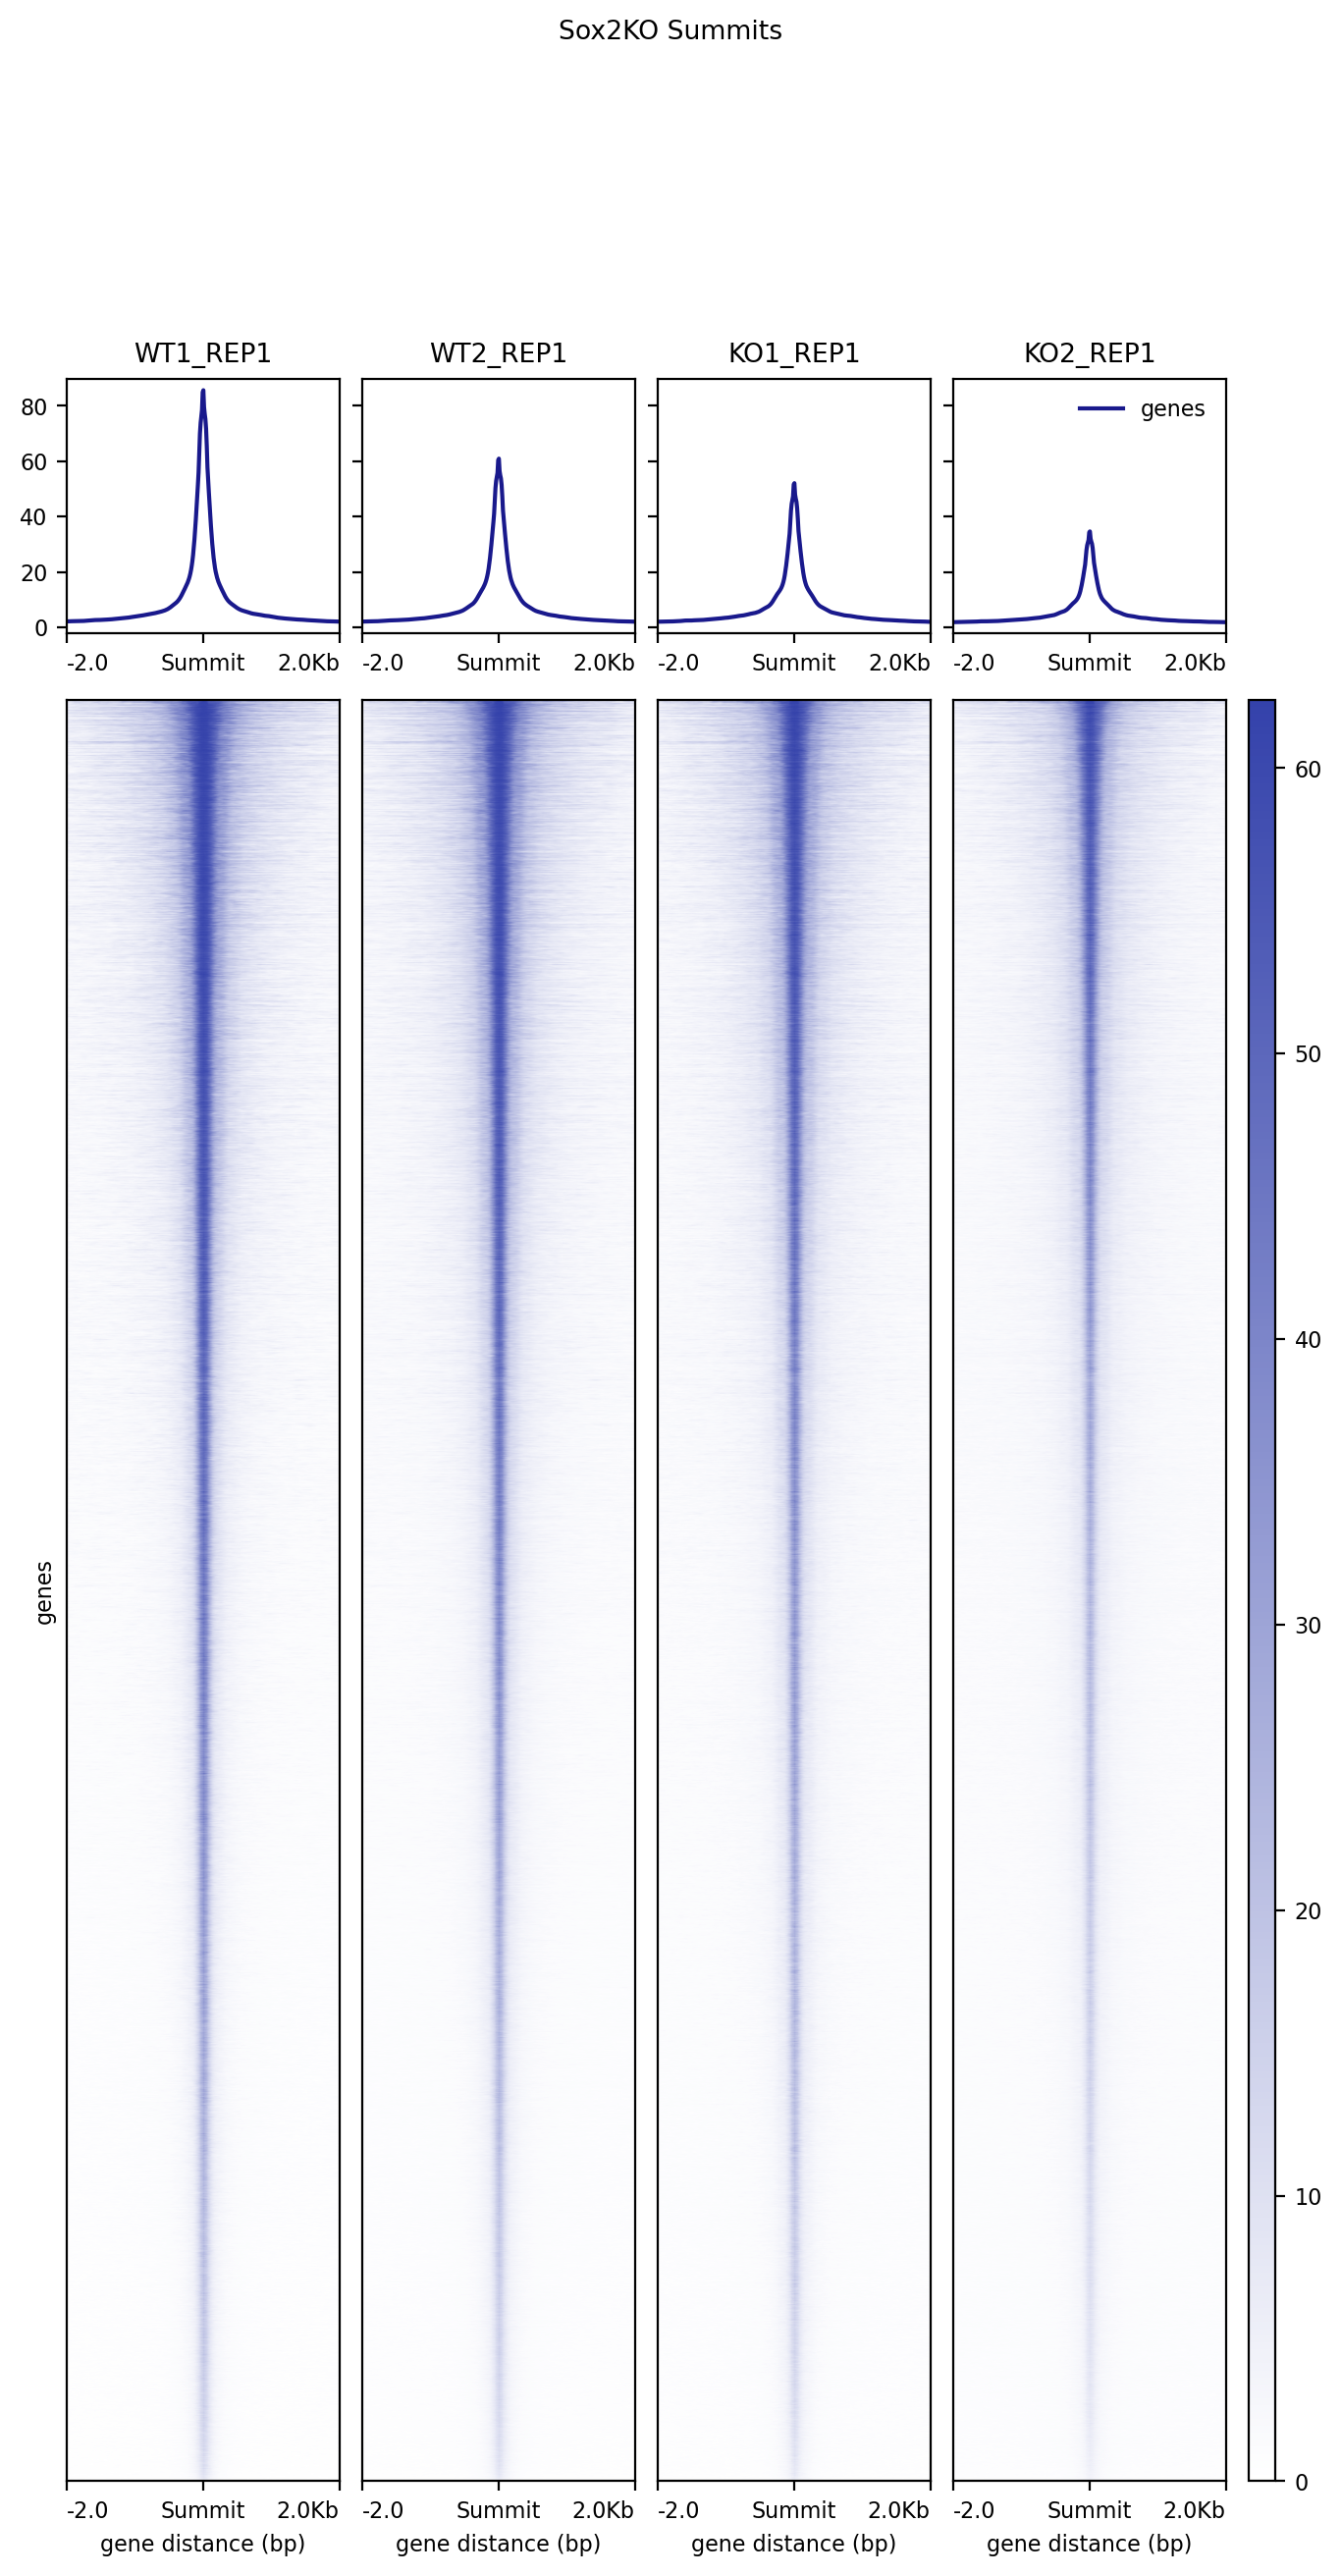 Sox2KO Summits
WT1_REP1 WT2_REP1 KO1_REP1 KO2_REP1
genes
80
60
40
20
0
-2.0 Summit 2.0Kb -2.0 Summit 2.0Kb -2.0 Summit 2.0Kb -2.0 Summit 2.0Kb
genes
60
50
40
30
20
10
0
-2.0 Summit 2.0Kb -2.0 Summit 2.0Kb -2.0 Summit 2.0Kb -2.0 Summit 2.0Kb
gene distance (bp) gene distance (bp) gene distance (bp) gene distance (bp)